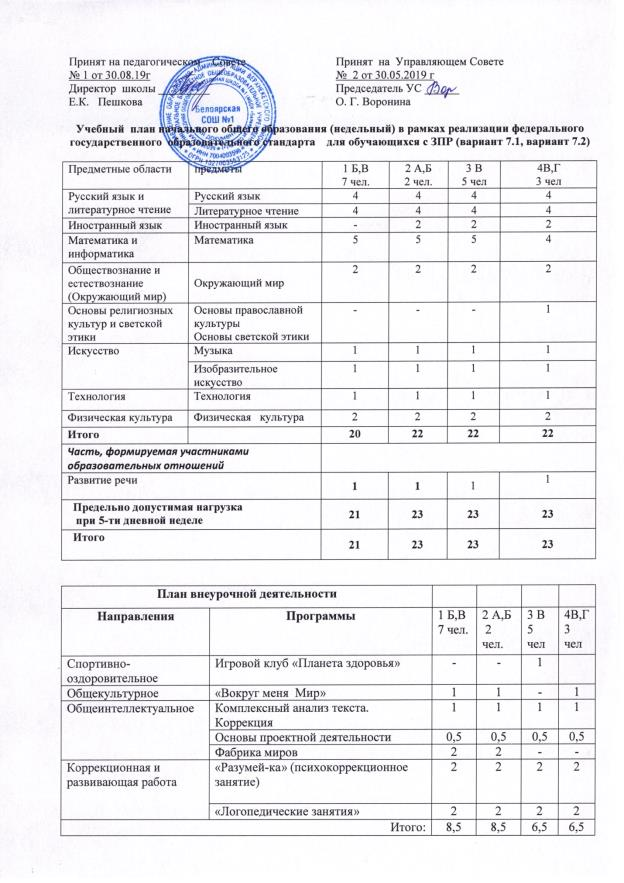 Принят на педагогическом Совете
№ 1 от 30.08.19г
Директор школы
Е.К. Пешкова
Принят на Управляющем Совете
№ 2 от 30.05.2019 г
Председатель УС
О. Г. Воронина
Белоярская
СОШ №1
Учебный план начального общего образования (недельный) в рамках реализации федерального
государственного образовательного стандарта для обучающихся с ЗПР (вариант 7.1, вариант 7.2)
Предметные области предметы 1 Б,В 2 А,Б 3 В 4В,Г
7 чел. 2 чел. 5 чел 3 чел
Русский язык и Русский язык 4 4 4 4
литературное чтение Литературное чтение 4 4 4 4
Иностранный язык Иностранный язык - 2 2 2
Математика и Математика 5 5 5 4
информатика
Обществознание и 2 2 2 2
естествознание Окружающий мир
(Окружающий мир)
Основы религиозных Основы православной - - - 1
культур и светской культуры
этики Основы светской этики
Искусство Музыка 1 1 1 1
Изобразительное 1 1 1 1
искусство
Технология Технология 1 1 1 1
Физическая культура Физическая культура 2 2 2 2
Итого 20 22 22 22
Часть, формируемая участниками
образовательных отношений
Развитие речи 1 1 1 1
Предельно допустимая нагрузка
при 5-ти дневной неделе 21 23 23 23
Итого
21 23 23 23
План внеурочной деятельности
Направления Программы 1 Б,В 2 А,Б 3 В 4В,Г
7 чел. 2 5 3
чел. чел чел
Спортивно- Игровой клуб «Планета здоровья» - - 1
оздоровительное
Общекультурное «Вокруг меня Мир» 1 1 - 1
Общеинтеллектуальное Комплексный анализ текста. 1 1 1 1
Коррекция
Основы проектной деятельности 0,5 0,5 0,5 0,5
Фабрика миров 2 2 - -
Коррекционная и «Разумей-ка» (психокоррекционное 2 2 2 2
развивающая работа занятие)
«Логопедические занятия» 2 2 2 2
Итого: 8,5 8,5 6,5 6,5